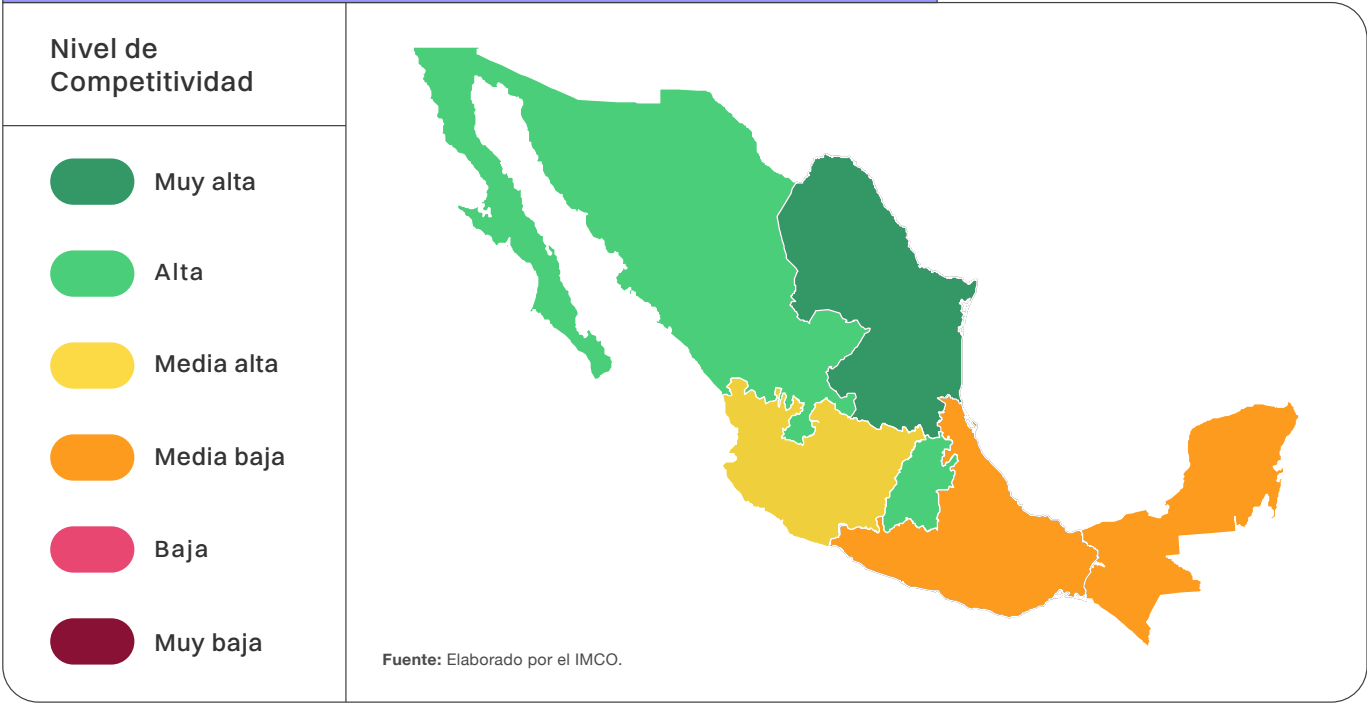 Nivel de
Competitividad
Muy alta
Alta
Media alta
Media baja
Baja
Muy baja
Fuente: Elaborado por el IMCO.